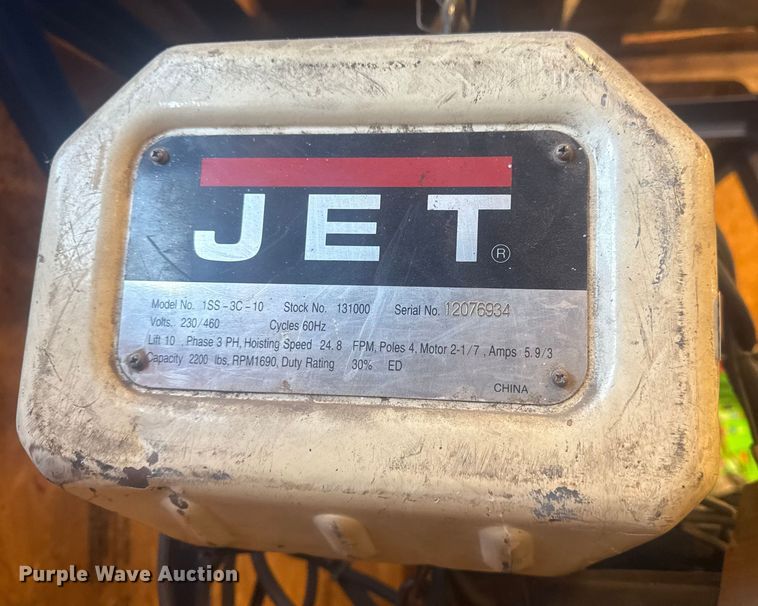 JET ®
Model No. 1SS-3C-10 Stock No. 131000 Serial No. 12076934
Volts. 230/460 Cycles 60Hz
Lift 10 , Phase 3 PH, Hoisting Speed 24.8 FPM, Poles 4, Motor 2-1/7 , Amps 5.9/3
Capacity 2200 lbs, RPM1690, Duty Rating 30% ED
CHINA
Purple Wave Auction